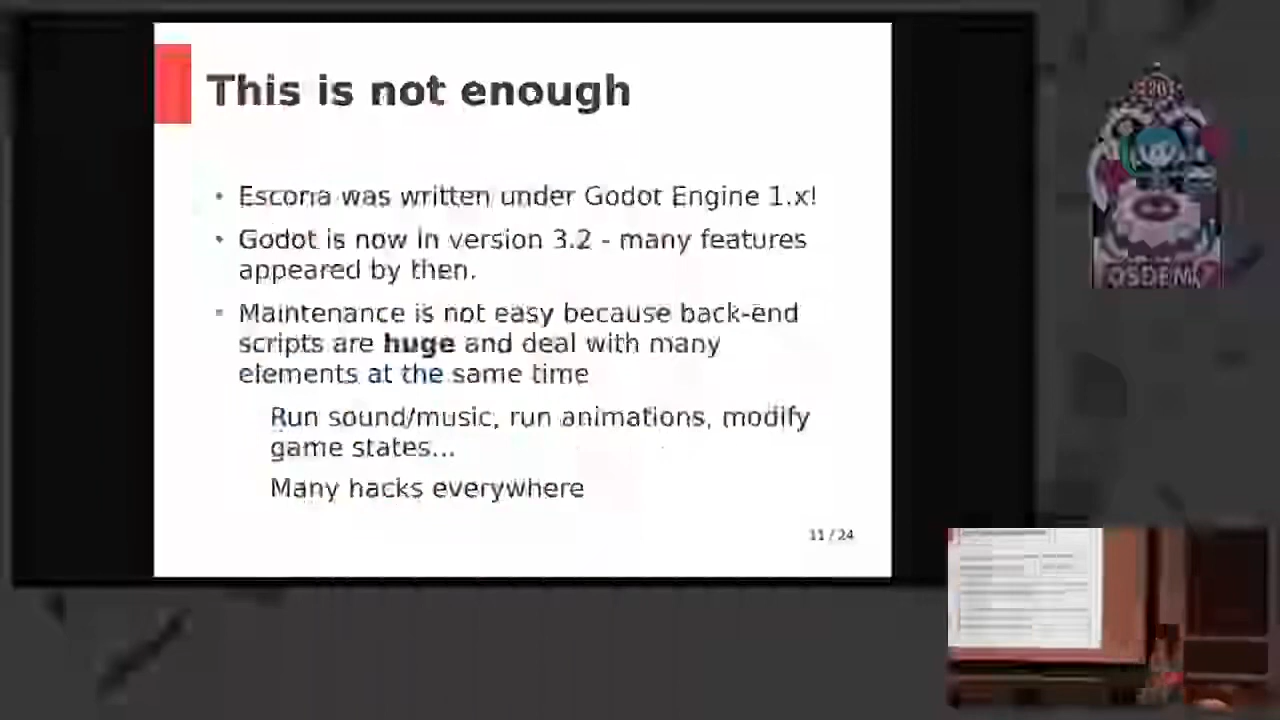 This is not enough
• Escoria was written under Godot Engine 1.x!
• Godot is now in version 3.2 - many features
appeared by then.
• Maintenance is not easy because back-end
scripts are huge and deal with many
elements at the same time
Run sound/music, run animations, modify
game states...
Many hacks everywhere
11 / 24